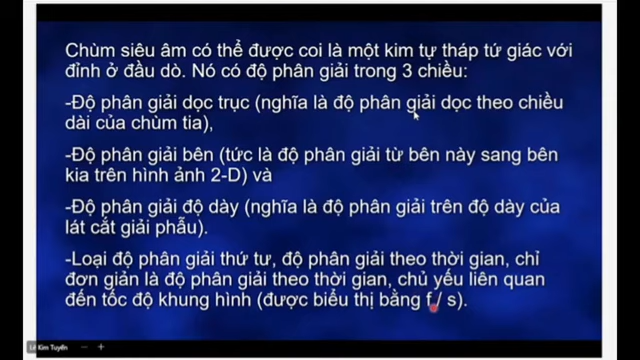 Chùm siêu âm có thể được coi là một kim tự tháp tứ giác với
đỉnh ở đầu dò. Nó có độ phân giải trong 3 chiều:
-Độ phân giải dọc trục (nghĩa là độ phân giải dọc theo chiều
dài của chùm tia),
-Độ phân giải bên (tức là độ phân giải từ bên này sang bên
kia trên hình ảnh 2-D) và
-Độ phân giải độ dày (nghĩa là độ phân giải trên độ dày của
lát cắt giải phẫu).
-Loại độ phân giải thứ tư, độ phân giải theo thời gian, chỉ
đơn giản là độ phân giải theo thời gian, chủ yếu liên quan
đến tốc độ khung hình (được biểu thị bằng f / s).
Lê Kim Tuyến